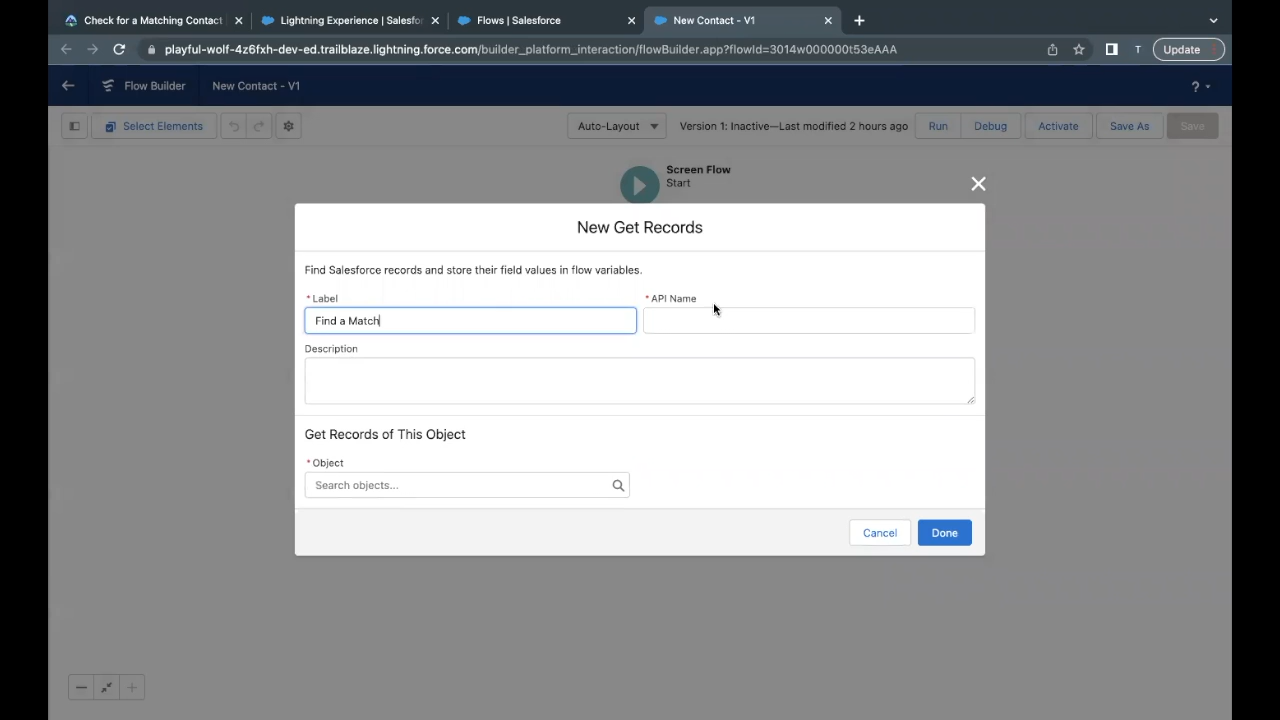 Check for a Matching Contact
Lightning Experience | Salesfor
Flows | Salesforce
New Contact - V1
playful-wolf-4z6fxh-dev-ed.trailblaze.lightning.force.com/builder_platform_interaction/flowBuilder.app?flowId=3014w000000t53eAAA
T
Update
Flow Builder
New Contact - V1
?
Select Elements
Auto-Layout
Version 1: Inactive—Last modified 2 hours ago
Run
Debug
Activate
Save As
Save
Screen Flow
Start
New Get Records
Find Salesforce records and store their field values in flow variables.
* Label
* API Name
Find a Match
Description
Get Records of This Object
* Object
Search objects...
Cancel
Done